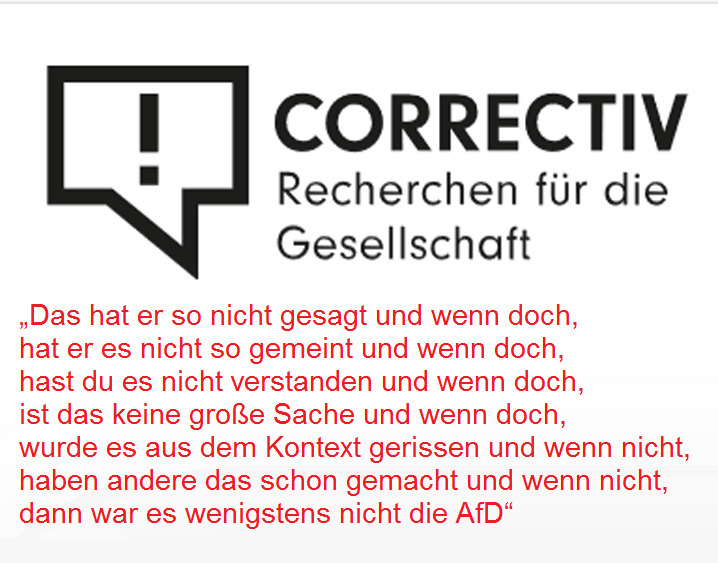 CORRECTIV
Recherchen für die
Gesellschaft
„Das hat er so nicht gesagt und wenn doch,
hat er es nicht so gemeint und wenn doch,
hast du es nicht verstanden und wenn doch,
ist das keine große Sache und wenn doch,
wurde es aus dem Kontext gerissen und wenn nicht,
haben andere das schon gemacht und wenn nicht,
dann war es wenigstens nicht die AfD“